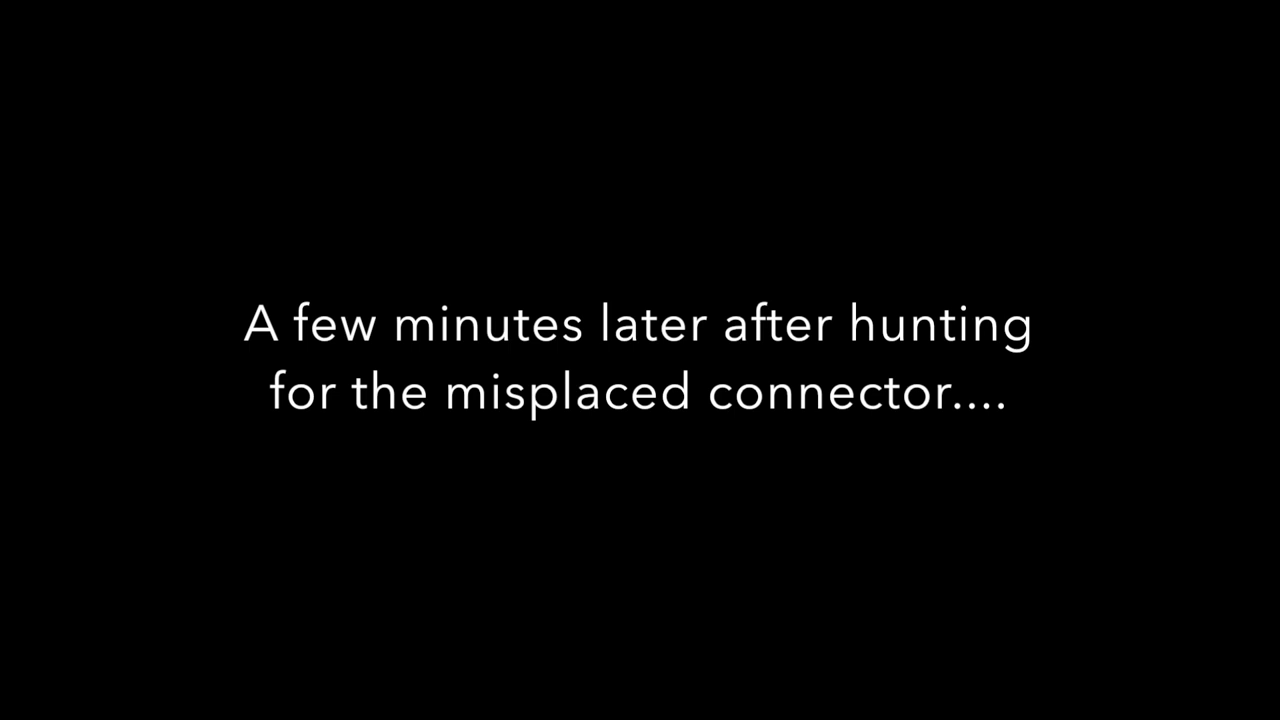 A few minutes later after hunting
for the misplaced connector....